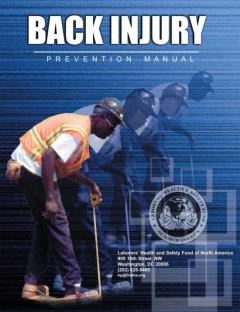 BACK INJURY
PREVENTION MANUAL
Laborers' Health and Safety Fund of North America
905 16th Street, NW
Washington, DC 20006
(202) 628-5465